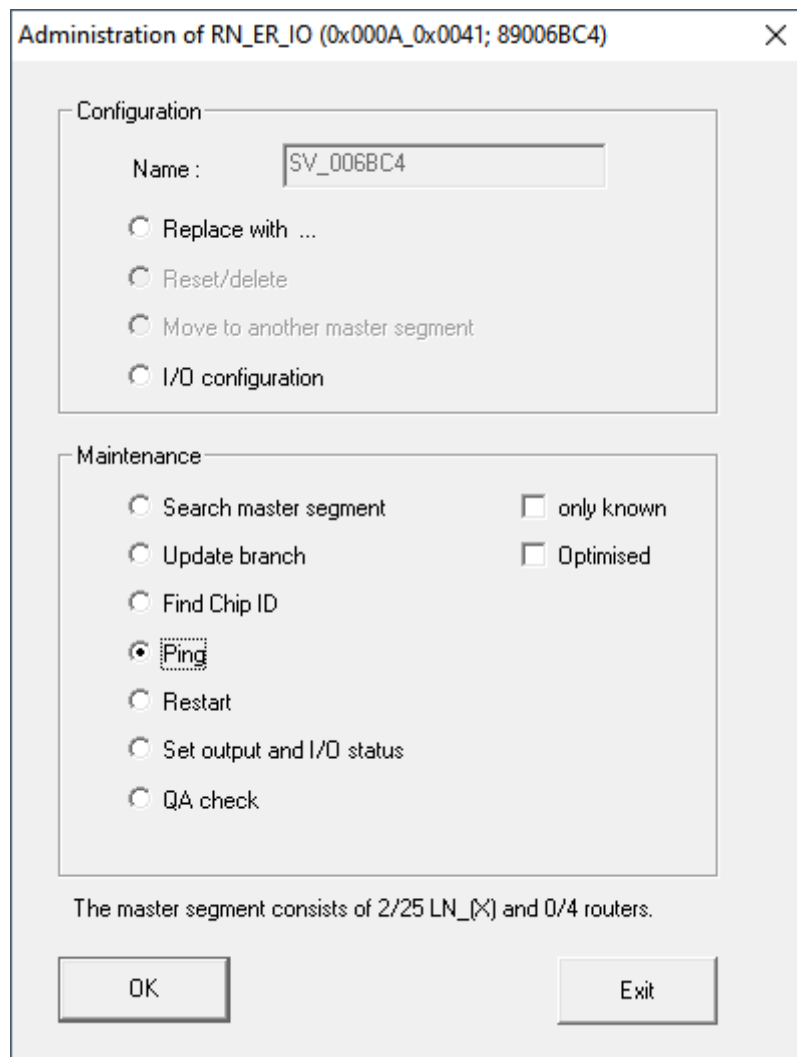 Administration of RN_ER_IO (0x000A_0x0041; 89006BC4)
Configuration
Name : SV_006BC4
Replace with ...
Reset/delete
Move to another master segment
I/O configuration
Maintenance
Search master segment only known
Update branch Optimised
Find Chip ID
Ping
Restart
Set output and I/O status
QA check
The master segment consists of 2/25 LN_(X) and 0/4 routers.
OK Exit